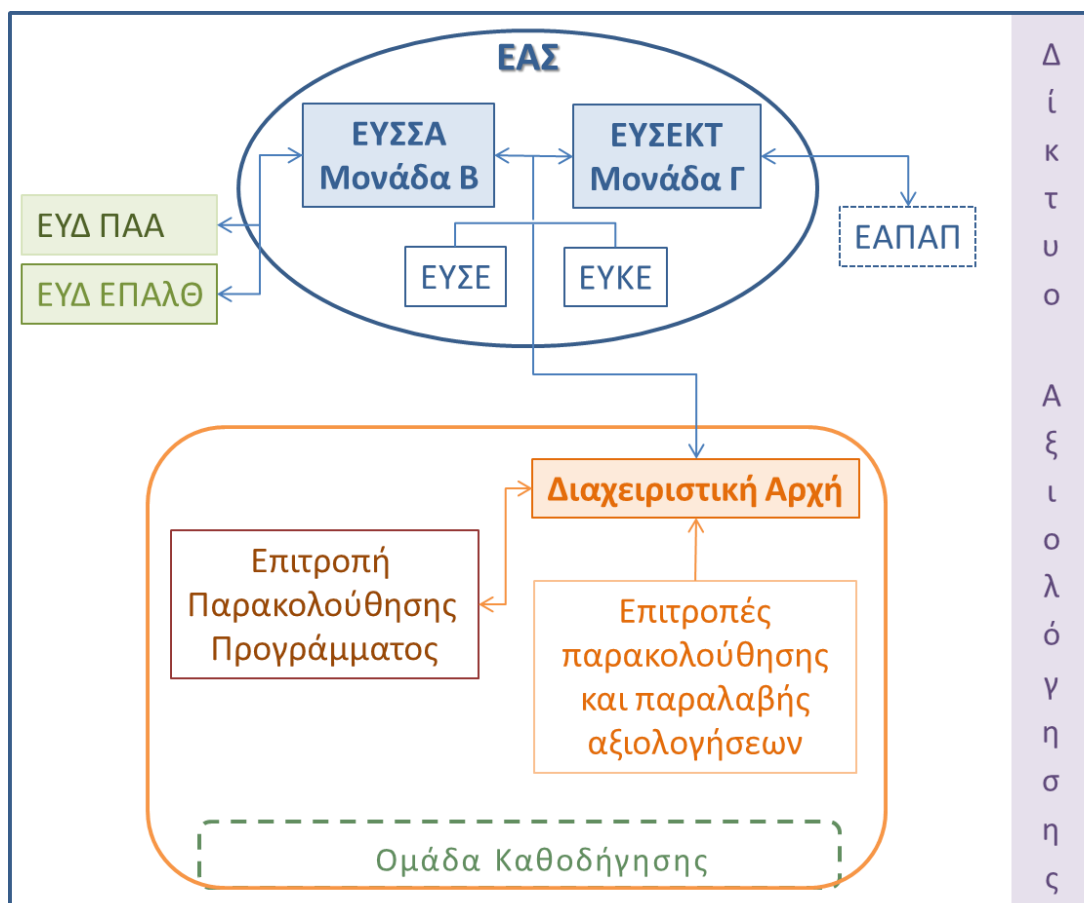 ΕΑΣ
ΕΥΣΣΑ
Μονάδα Β
ΕΥΣΕΚΤ
Μονάδα Γ
ΕΥΔ ΠΑΑ
ΕΥΔ ΕΠΑλΘ
ΕΥΣΕ
ΕΥΚΕ
ΕΑΠΑΠ
Διαχειριστική Αρχή
Επιτροπή
Παρακολούθησης
Προγράμματος
Επιτροπές
παρακολούθησης
και παραλαβής
αξιολογήσεων
Ομάδα Καθοδήγησης
Δίκτυο Αξιολόγησης